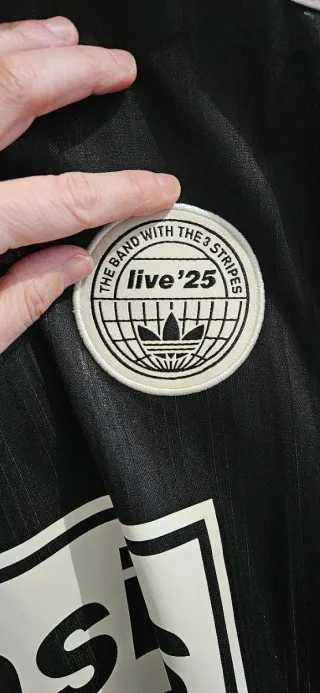 THE BAND WITH THE 3 STRIPES
live '25